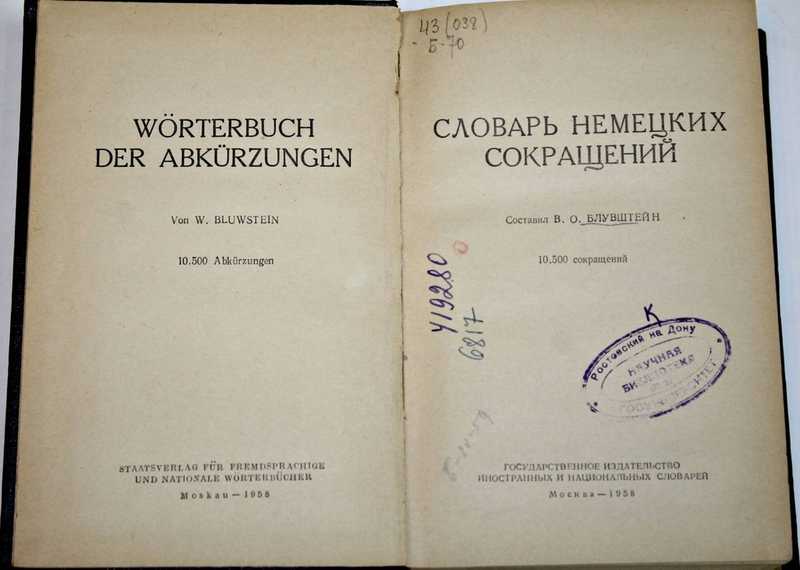 WÖRTERBUCH
DER ABKÜRZUNGEN
Von W. BLUWSTEIN
10.500 Abkürzungen
STAATSVERLAG FÜR FREMDSPRACHIGE
UND NATIONALE WÖRTERBÜCHER
Moskau — 1958
43(038)
Б-70
СЛОВАРЬ НЕМЕЦКИХ
СОКРАЩЕНИЙ
Составил В. О. БЛУВШТЕЙН
10.500 сокращений
419280
6817
К
Ростовский на Дону
НАУЧНАЯ
БИБЛИОТЕКА
ГОСУНИВЕРСИТЕТ
ГОСУДАРСТВЕННОЕ ИЗДАТЕЛЬСТВО
ИНОСТРАННЫХ И НАЦИОНАЛЬНЫХ СЛОВАРЕЙ
Москва — 1958